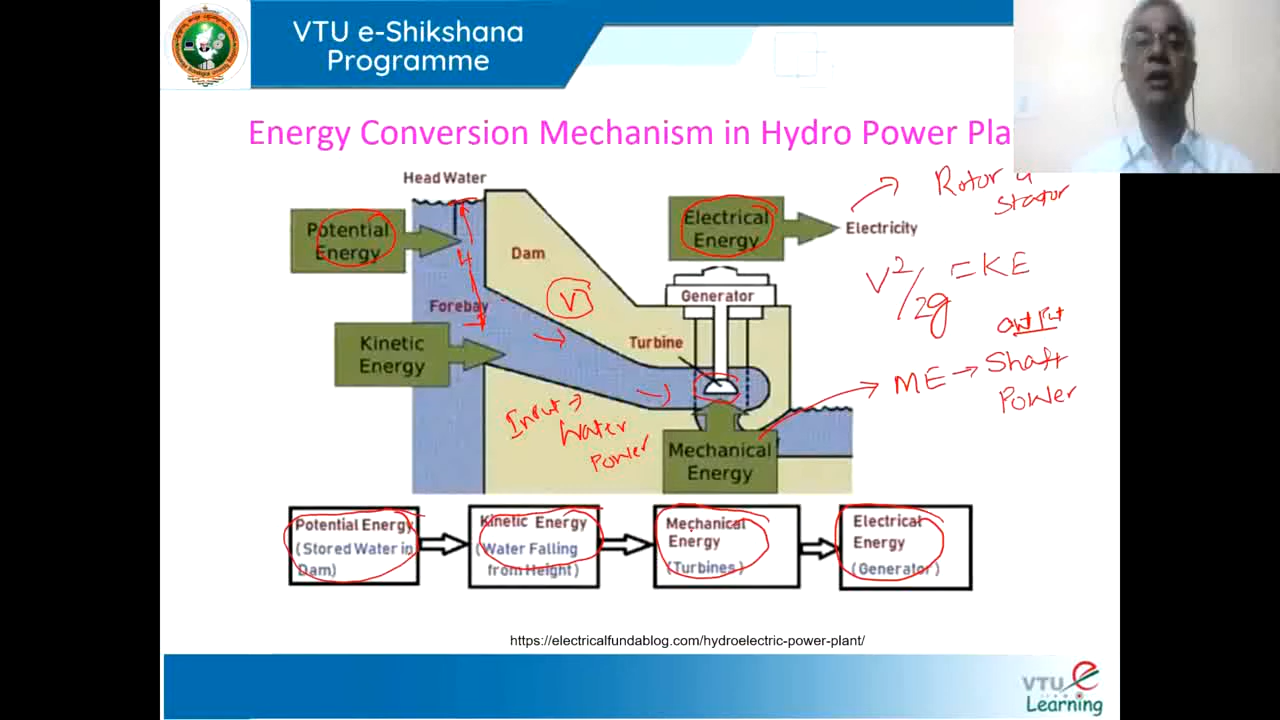 VTU e-Shikshana
Programme
Energy Conversion Mechanism in Hydro Power Pla
Head Water
Potential
Energy
Dam
H
V
Forebay
Kinetic
Energy
Electrical
Energy
Electricity
Generator
Turbine
Mechanical
Energy
Input →
Water
Power
Rotor &
stator
V²/2g = KE
output
ME → Shaft
Power
Potential Energy
(Stored Water in
Dam)
Kinetic Energy
(Water Falling
from Height)
Mechanical
Energy
(Turbines)
Electrical
Energy
(Generator)
https://electricalfundablog.com/hydroelectric-power-plant/
VTU e
Learning